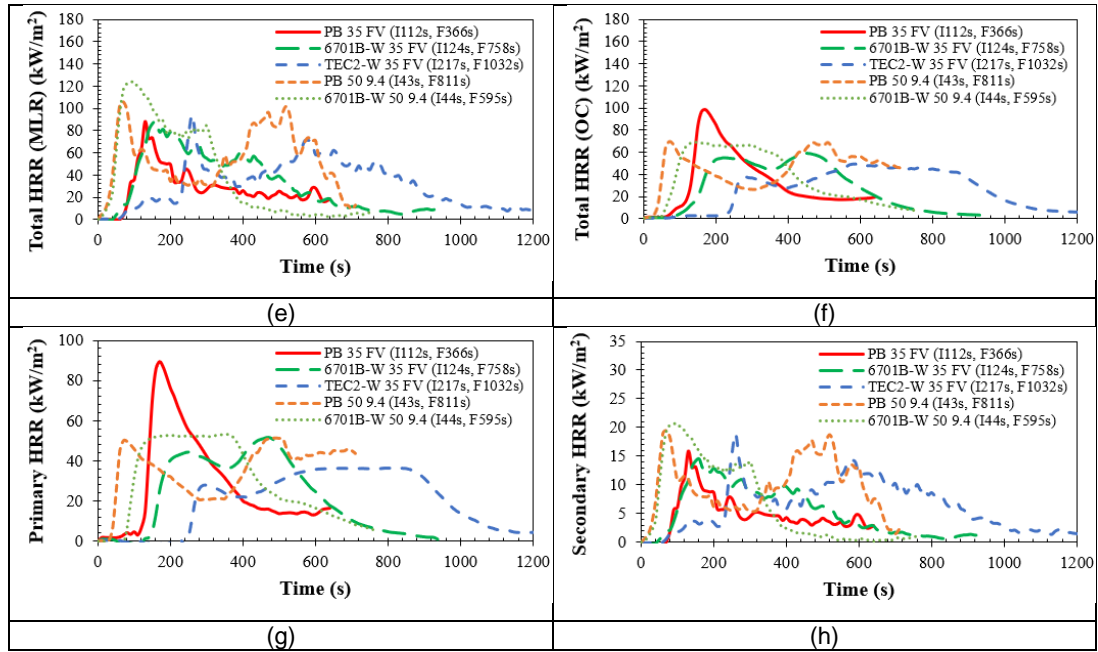 Total HRR (MLR) (kW/m²)
180
160
140
120
100
80
60
40
20
0
PB 35 FV (I112s, F366s)
6701B-W 35 FV (I124s, F758s)
TEC2-W 35 FV (I217s, F1032s)
PB 50 9.4 (I43s, F811s)
6701B-W 50 9.4 (I44s, F595s)
0 200 400 600 800 1000 1200
Time (s)
(e)
Total HRR (OC) (kW/m²)
180
160
140
120
100
80
60
40
20
0
PB 35 FV (I112s, F366s)
6701B-W 35 FV (I124s, F758s)
TEC2-W 35 FV (I217s, F1032s)
PB 50 9.4 (I43s, F811s)
6701B-W 50 9.4 (I44s, F595s)
0 200 400 600 800 1000 1200
Time (s)
(f)
Primary HRR (kW/m²)
100
80
60
40
20
0
PB 35 FV (I112s, F366s)
6701B-W 35 FV (I124s, F758s)
TEC2-W 35 FV (I217s, F1032s)
PB 50 9.4 (I43s, F811s)
6701B-W 50 9.4 (I44s, F595s)
0 200 400 600 800 1000 1200
Time (s)
(g)
Secondary HRR (kW/m²)
35
30
25
20
15
10
5
0
PB 35 FV (I112s, F366s)
6701B-W 35 FV (I124s, F758s)
TEC2-W 35 FV (I217s, F1032s)
PB 50 9.4 (I43s, F811s)
6701B-W 50 9.4 (I44s, F595s)
0 200 400 600 800 1000 1200
Time (s)
(h)